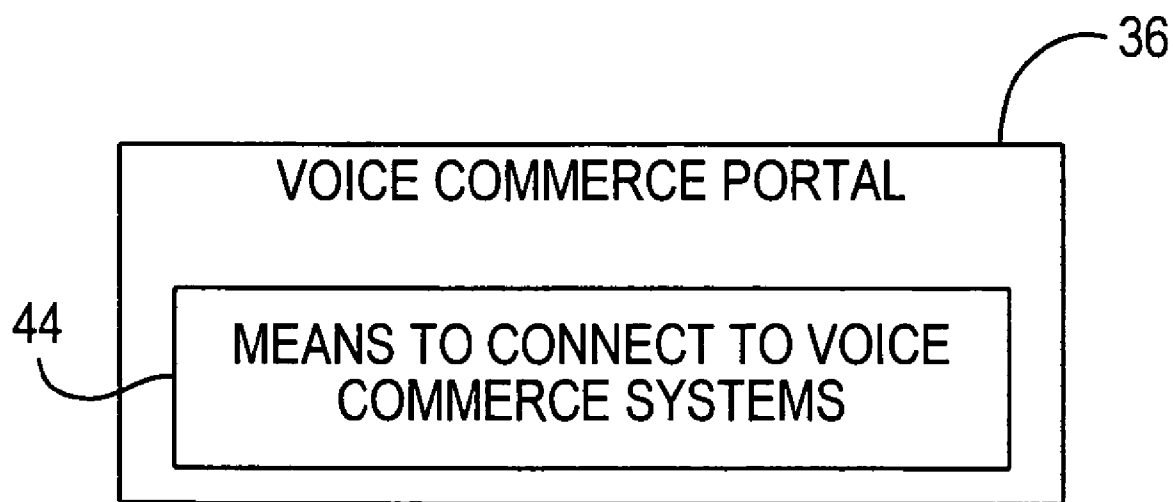 36
VOICE COMMERCE PORTAL
44
MEANS TO CONNECT TO VOICE
COMMERCE SYSTEMS